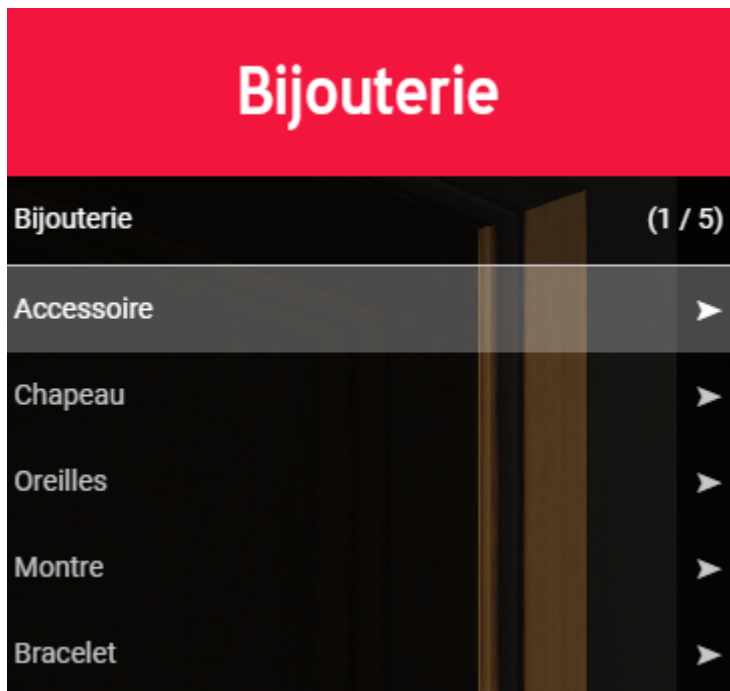 Bijouterie
Bijouterie (1 / 5)
Accessoire
Chapeau
Oreilles
Montre
Bracelet